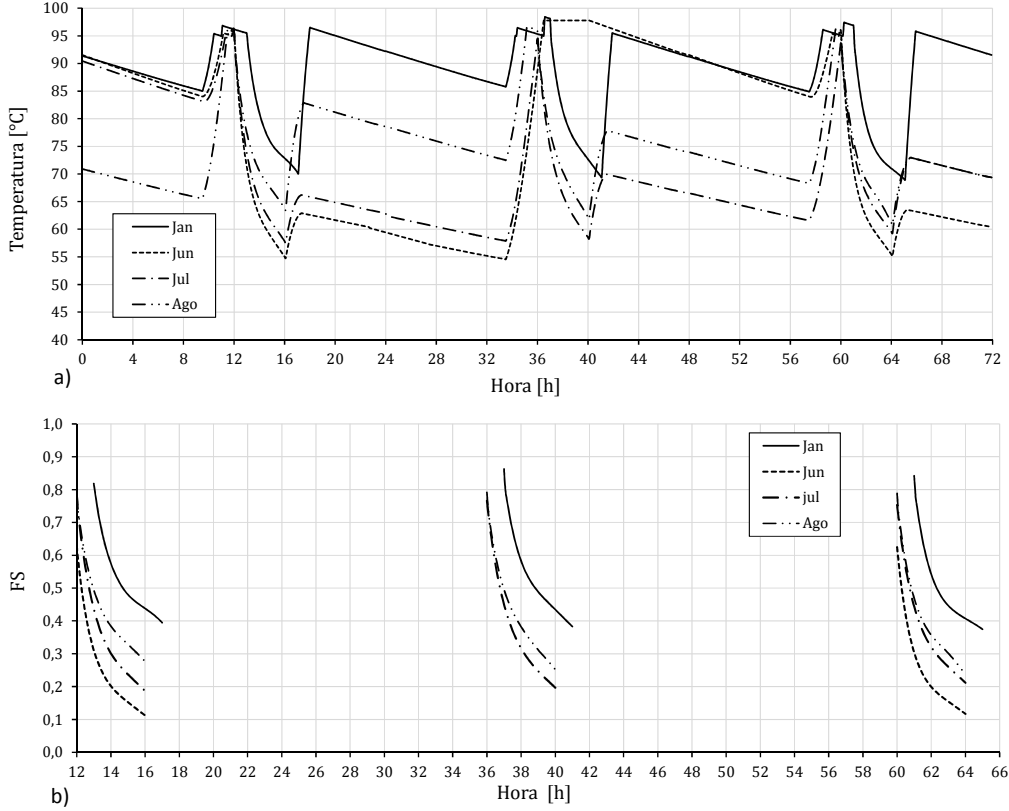 100
95
90
85
80
75
70
65
60
55
50
45
40
Temperatura [°C]
Jan
Jun
Jul
Ago
0 4 8 12 16 20 24 28 32 36 40 44 48 52 56 60 64 68 72
Hora [h]
a)
1,0
0,9
0,8
0,7
0,6
0,5
0,4
0,3
0,2
0,1
0,0
FS
Jan
Jun
jul
Ago
12 14 16 18 20 22 24 26 28 30 32 34 36 38 40 42 44 46 48 50 52 54 56 58 60 62 64 66
Hora [h]
b)